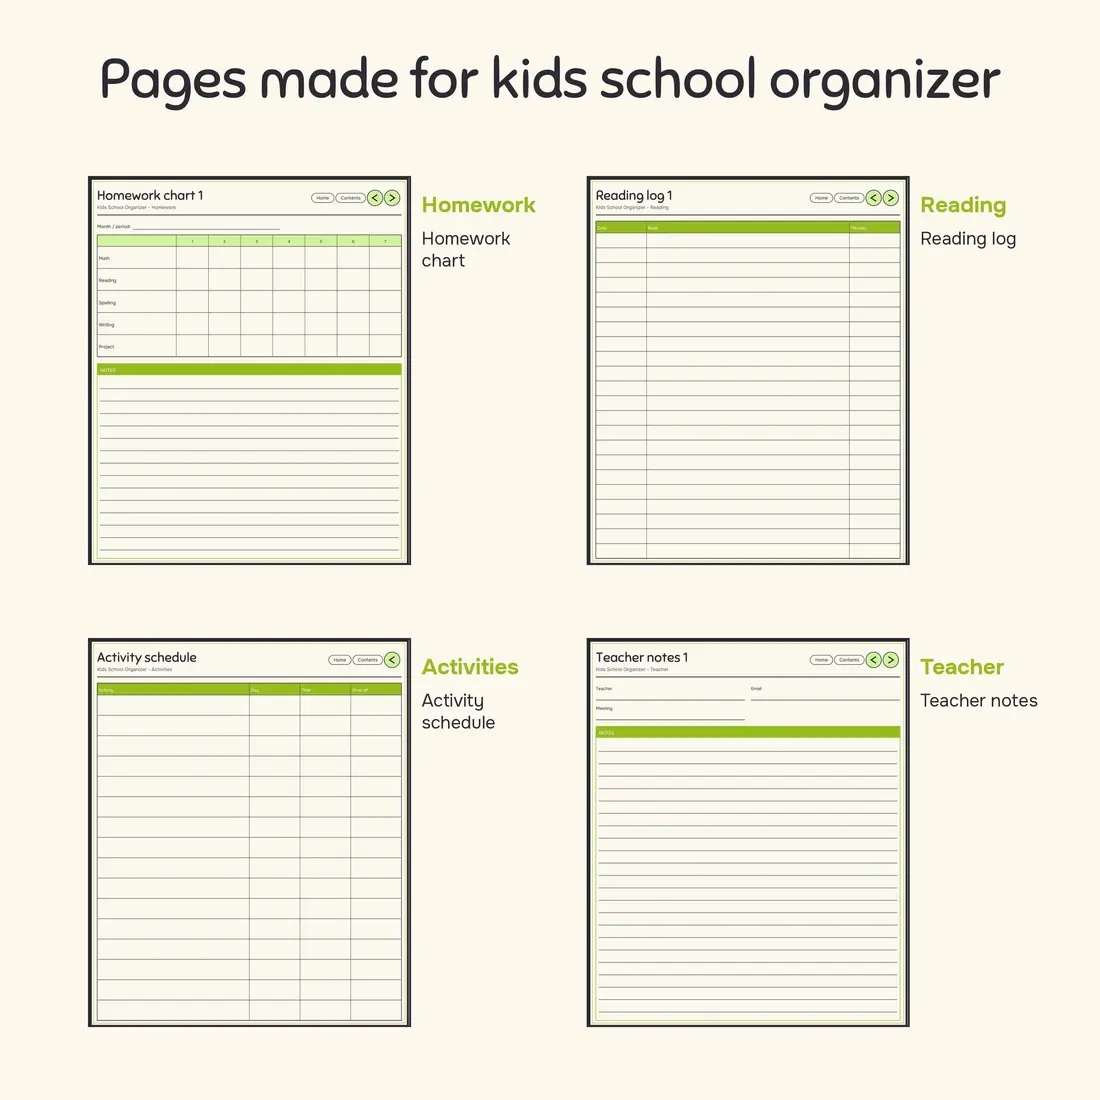 Pages made for kids school organizer
Homework chart 1
Home
Contents
<
>
Kids School Organizer - Homework
Month / period:
1 2 3 4 5 6 7
Math
Reading
Spelling
Writing
Project
NOTES
Homework
Homework
chart
Reading log 1
Home
Contents
<
>
Kids School Organizer - Reading
Date Book Minutes
Reading
Reading log
Activity schedule
Home
Contents
<
Kids School Organizer - Activities
Activity Day Time Drop off
Activities
Activity
schedule
Teacher notes 1
Home
Contents
<
>
Kids School Organizer - Teacher
Teacher Email
Meeting
NOTES
Teacher
Teacher notes